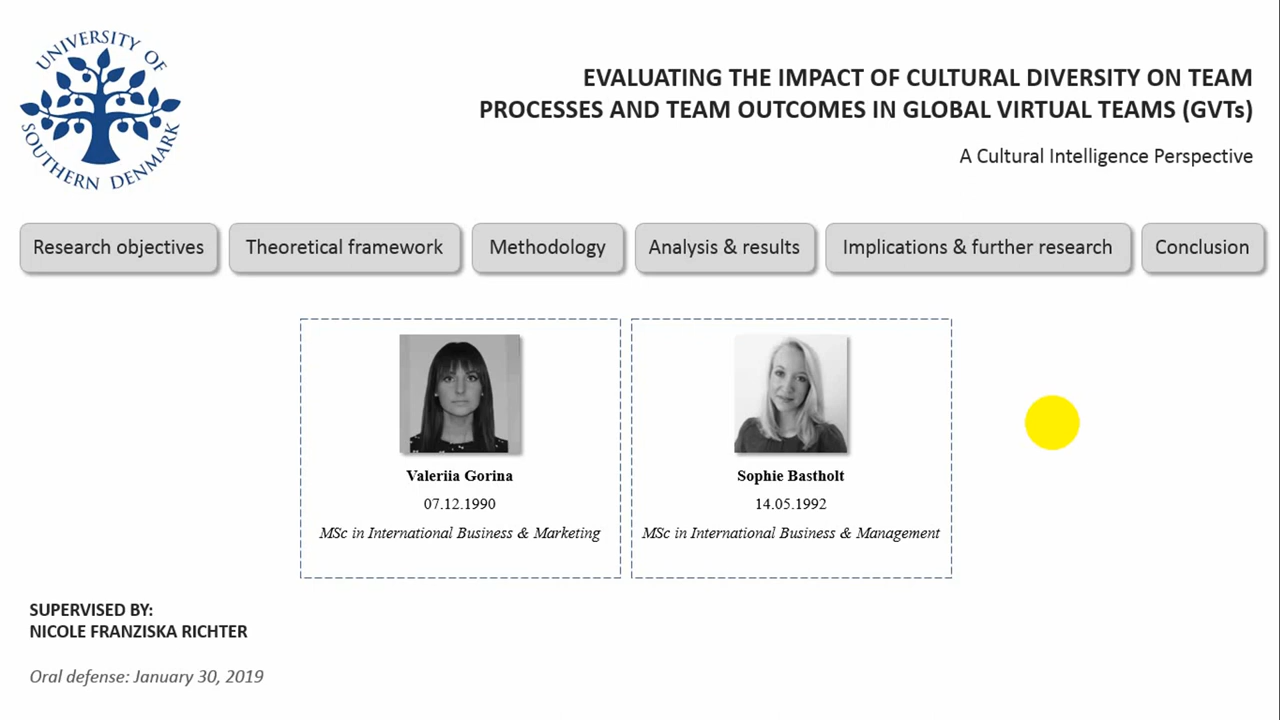 UNIVERSITY OF
SOUTHERN DENMARK
EVALUATING THE IMPACT OF CULTURAL DIVERSITY ON TEAM
PROCESSES AND TEAM OUTCOMES IN GLOBAL VIRTUAL TEAMS (GVTs)
A Cultural Intelligence Perspective
Research objectives
Theoretical framework
Methodology
Analysis & results
Implications & further research
Conclusion
Valeriia Gorina
07.12.1990
MSc in International Business & Marketing
Sophie Bastholt
14.05.1992
MSc in International Business & Management
SUPERVISED BY:
NICOLE FRANZISKA RICHTER
Oral defense: January 30, 2019